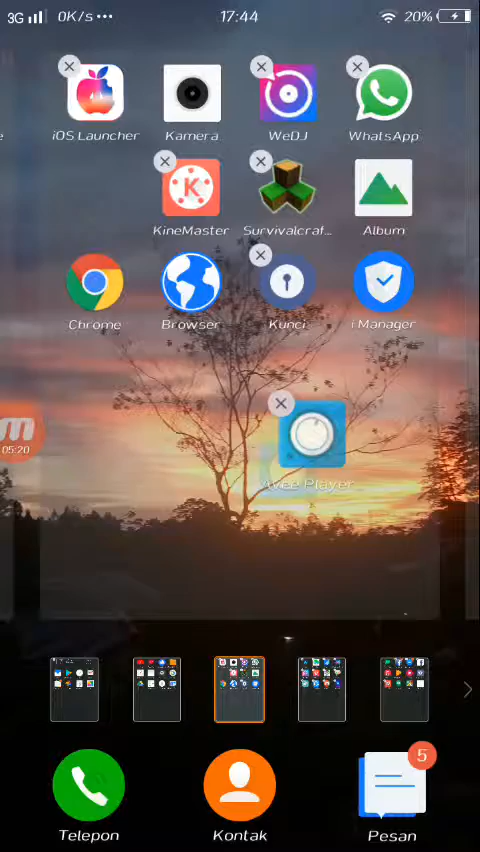 3G 0K/s ••• 17:44 20%
iOS Launcher Kamera WeDJ WhatsApp
KineMaster Survivalcraf... Album
Chrome Browser Kunci i Manager
05:20
Avee Player
5
Telepon Kontak Pesan